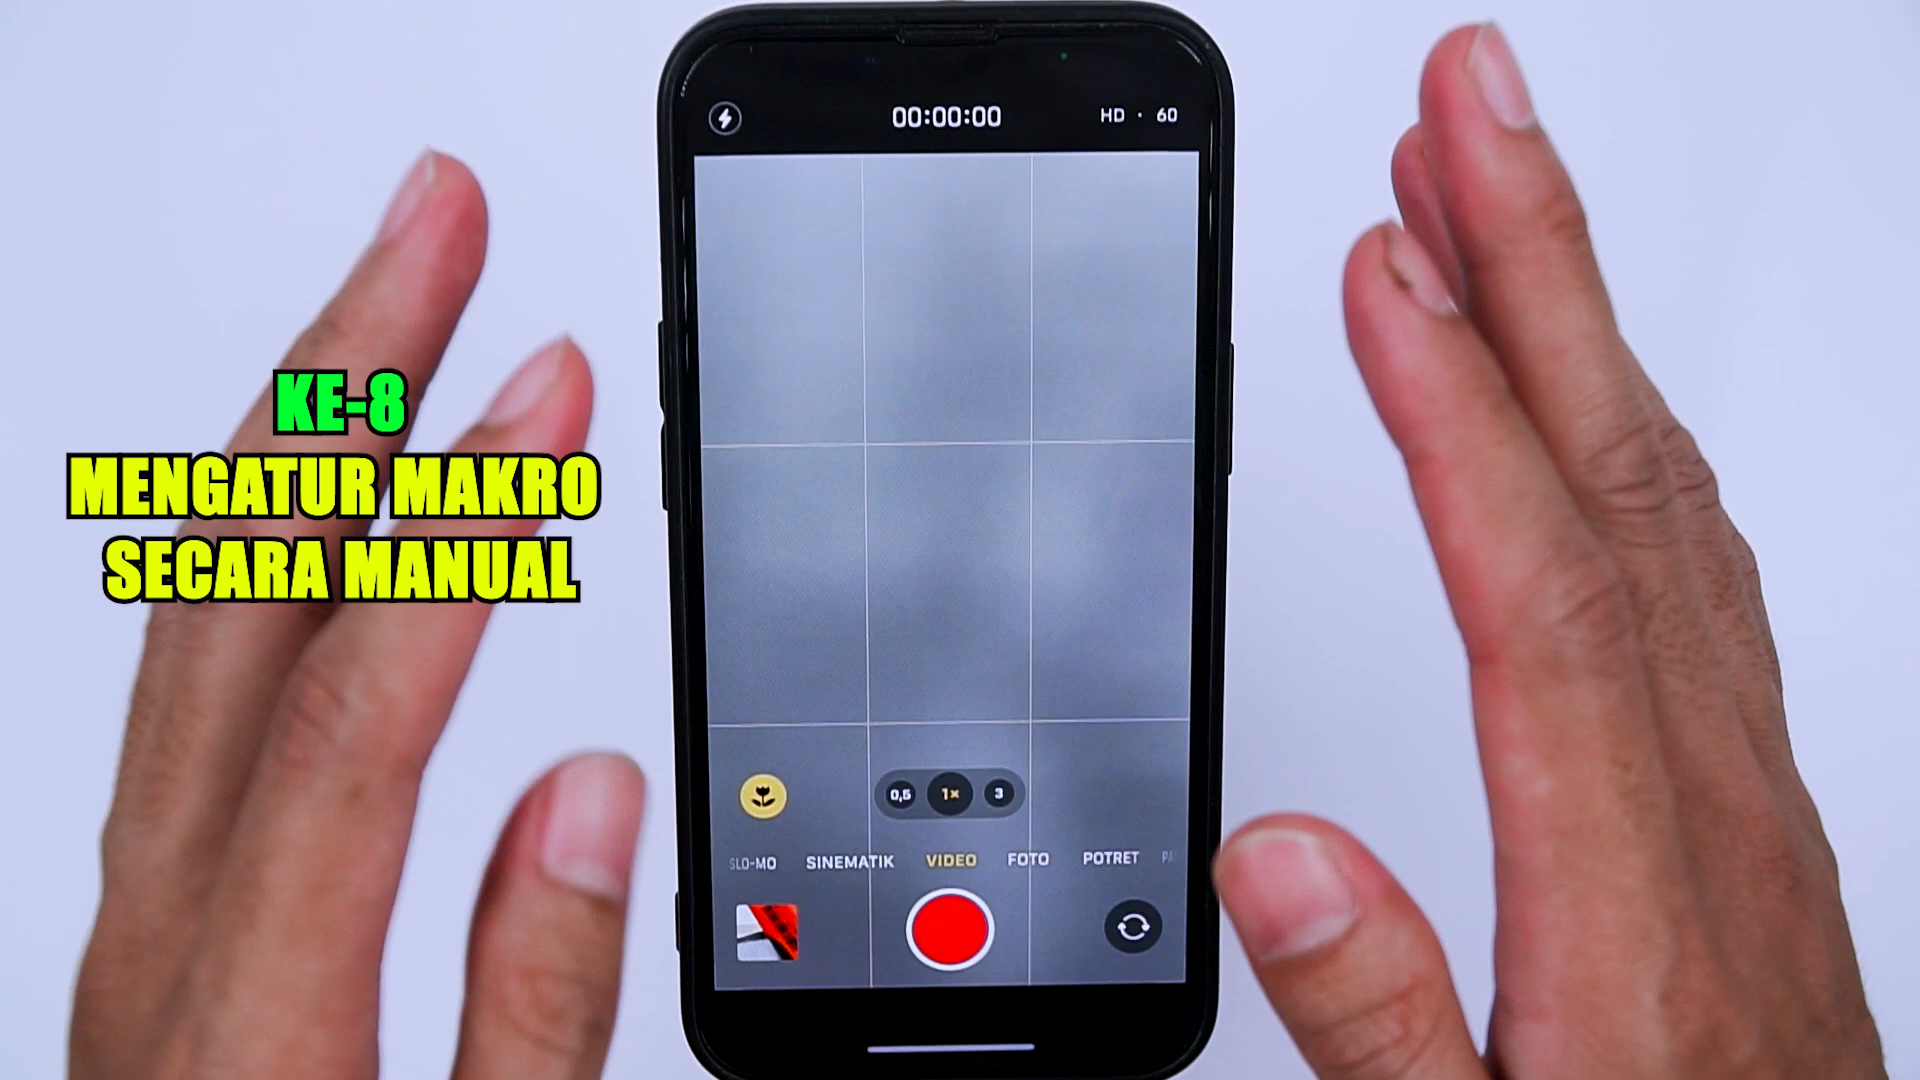 00:00:00
HD · 60
KE-8
MENGATUR MAKRO
SECARA MANUAL
0,5 1× 3
SLO-MO SINEMATIK VIDEO FOTO POTRET